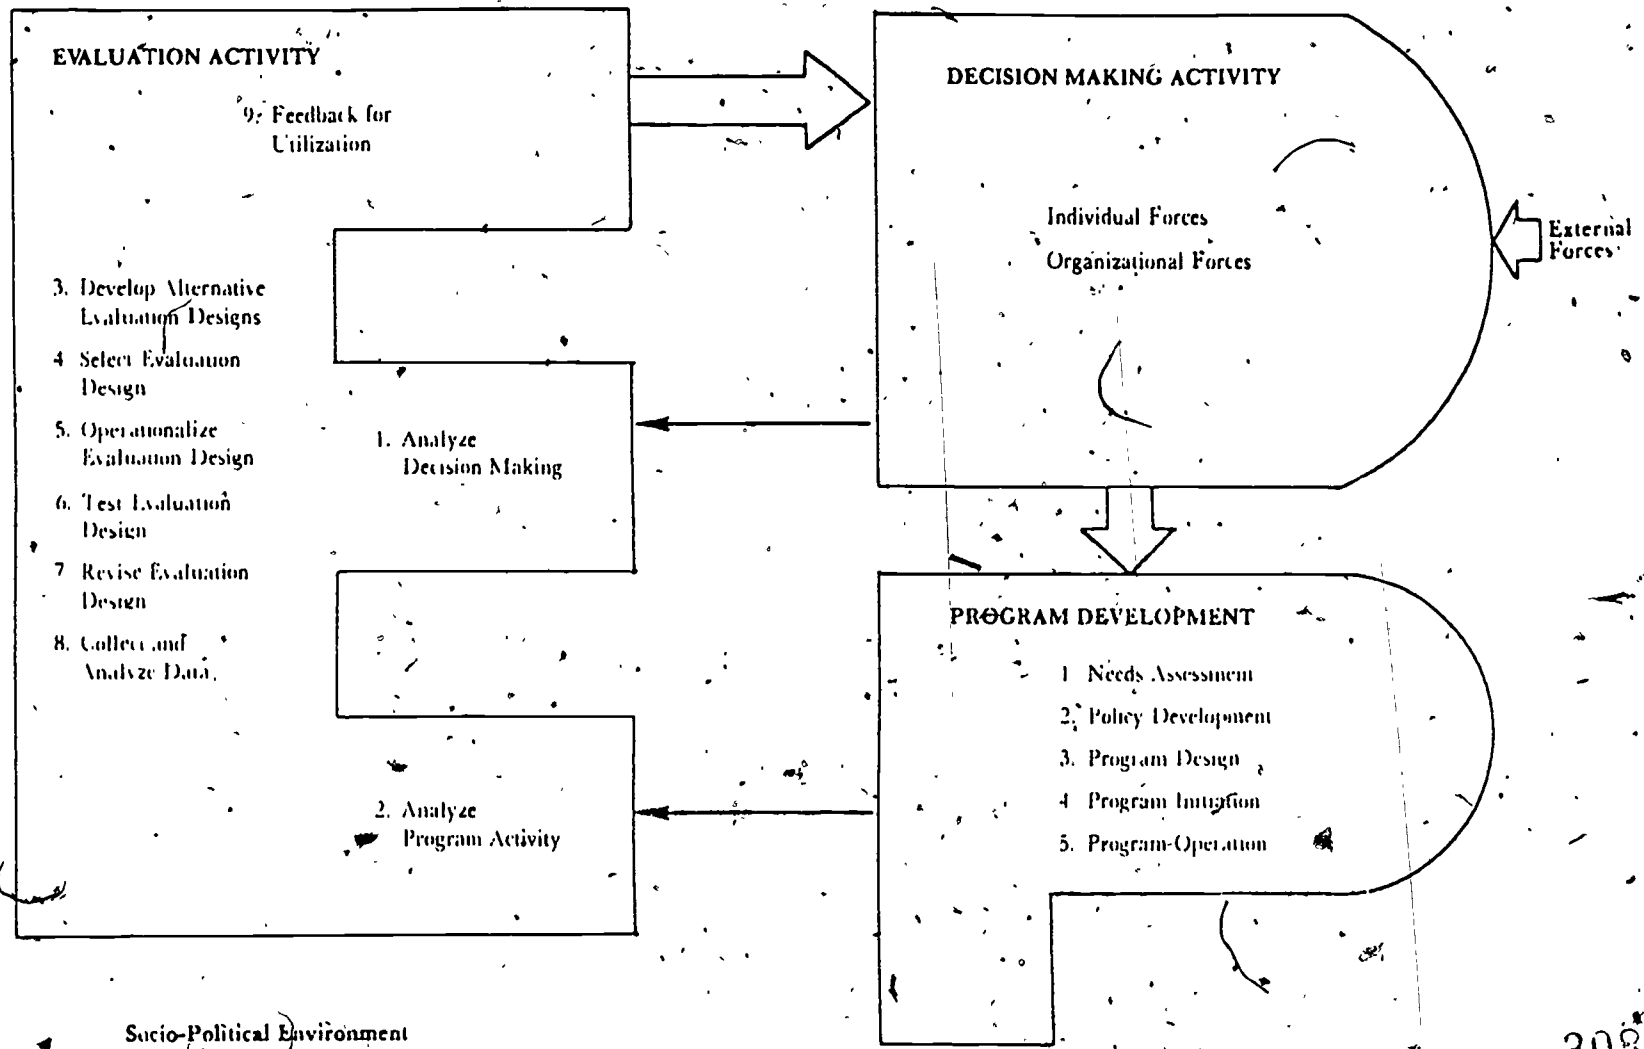 EVALUATION ACTIVITY
9. Feedback for
Utilization
3. Develop Alternative
Evaluation Designs
4 Select Evaluation
Design
5. Operationalize
Evaluation Design
6. Test Evaluation
Design
7 Revise Evaluation
Design
8. Collect and
Analyze Data
1. Analyze
Decision Making
2. Analyze
Program Activity
DECISION MAKING ACTIVITY
Individual Forces
Organizational Forces
External
Forces
PROGRAM DEVELOPMENT
1 Needs Assessment
2. Policy Development
3. Program Design
4 Program Initiation
5. Program-Operation
Socio-Political Environment